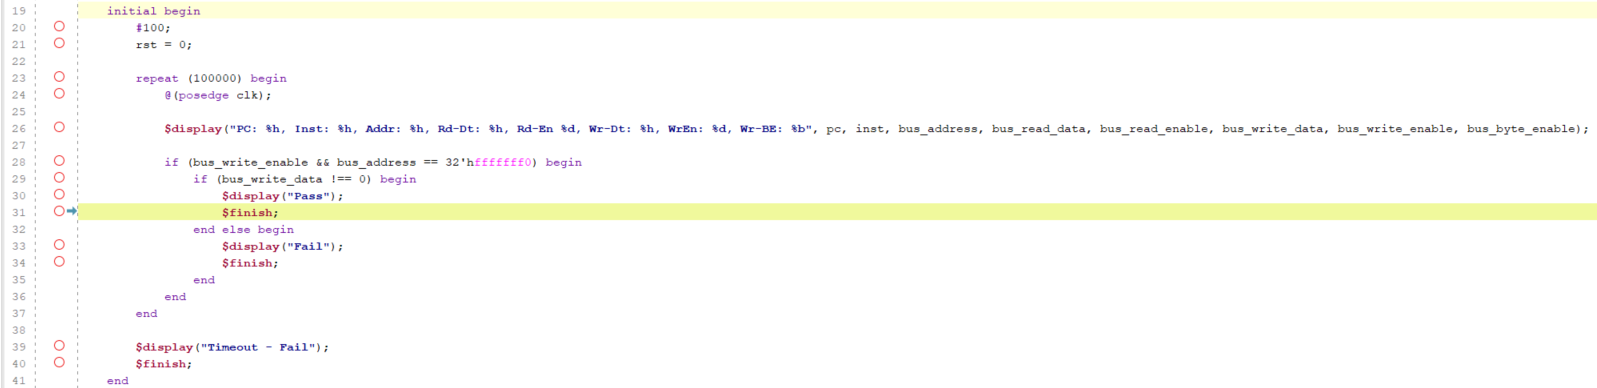 19 initial begin
20 #100;
21 rst = 0;
22
23 repeat (100000) begin
24 @(posedge clk);
25
26 $display("PC: %h, Inst: %h, Addr: %h, Rd-Dt: %h, Rd-En %d, Wr-Dt: %h, WrEn: %d, Wr-BE: %b", pc, inst, bus_address, bus_read_data, bus_read_enable, bus_write_data, bus_write_enable, bus_byte_enable);
27
28 if (bus_write_enable && bus_address == 32'hfffffff0) begin
29 if (bus_write_data !== 0) begin
30 $display("Pass");
31 $finish;
32 end else begin
33 $display("Fail");
34 $finish;
35 end
36 end
37 end
38
39 $display("Timeout - Fail");
40 $finish;
41 end